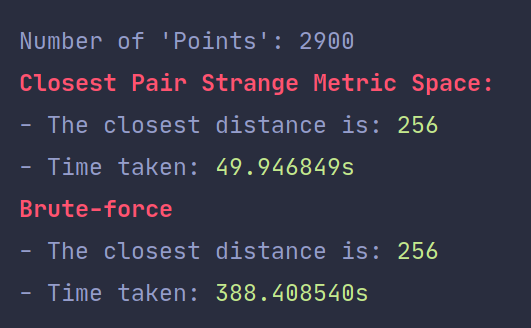 Number of 'Points': 2900
Closest Pair Strange Metric Space:
- The closest distance is: 256
- Time taken: 49.946849s
Brute-force
- The closest distance is: 256
- Time taken: 388.408540s